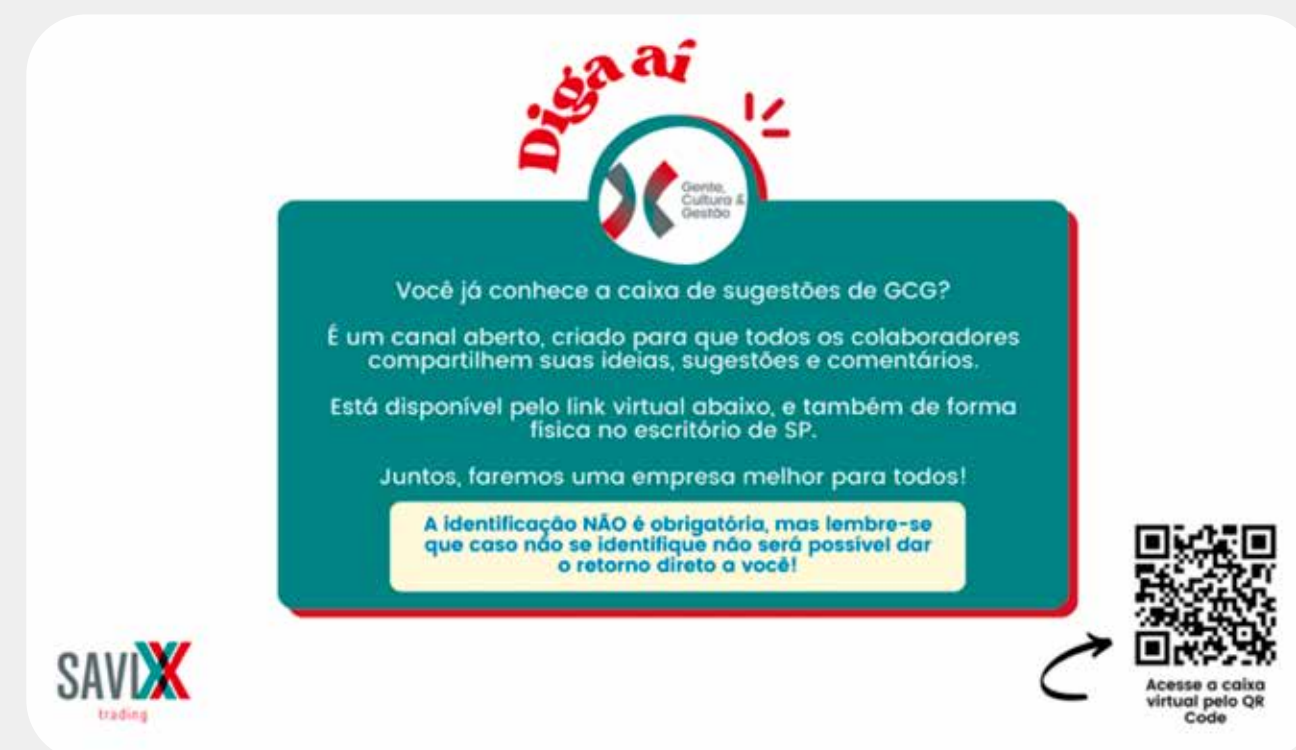 Diga aí
Gente,
Cultura &
Gestão
Você já conhece a caixa de sugestões de GCG?
É um canal aberto, criado para que todos os colaboradores
compartilhem suas ideias, sugestões e comentários.
Está disponível pelo link virtual abaixo, e também de forma
física no escritório de SP.
Juntos, faremos uma empresa melhor para todos!
A identificação NÃO é obrigatória, mas lembre-se
que caso não se identifique não será possível dar
o retorno direto a você!
SAVIXX
trading
Acesse a caixa
virtual pelo QR
Code